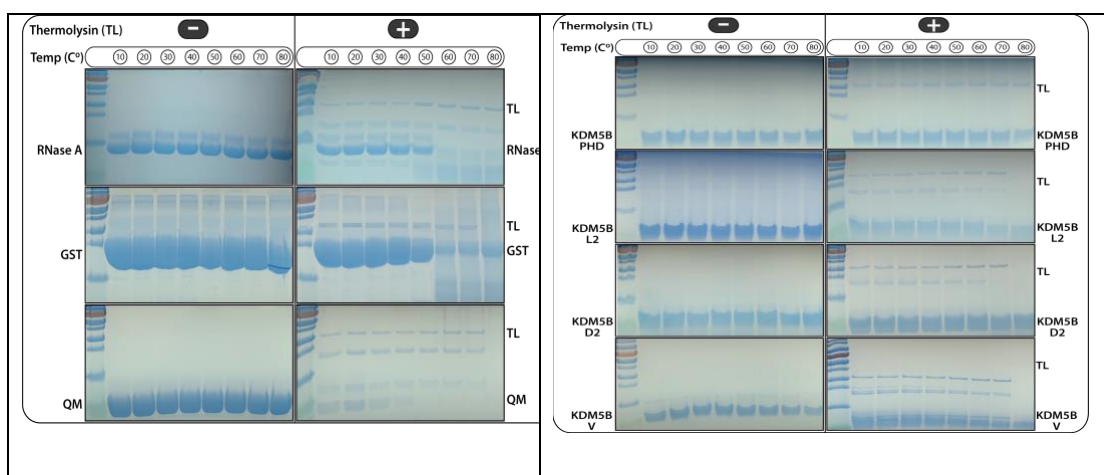 Thermolysin (TL) − +
Temp (Cº) 10 20 30 40 50 60 70 80 10 20 30 40 50 60 70 80
TL
RNase A RNase
TL
GST GST
TL
QM QM
Thermolysin (TL) − +
Temp (Cº) 10 20 30 40 50 60 70 80 10 20 30 40 50 60 70 80
TL
KDM5B KDM5B
PHD PHD
TL
KDM5B KDM5B
L2 L2
TL
KDM5B KDM5B
D2 D2
TL
KDM5B KDM5B
V V